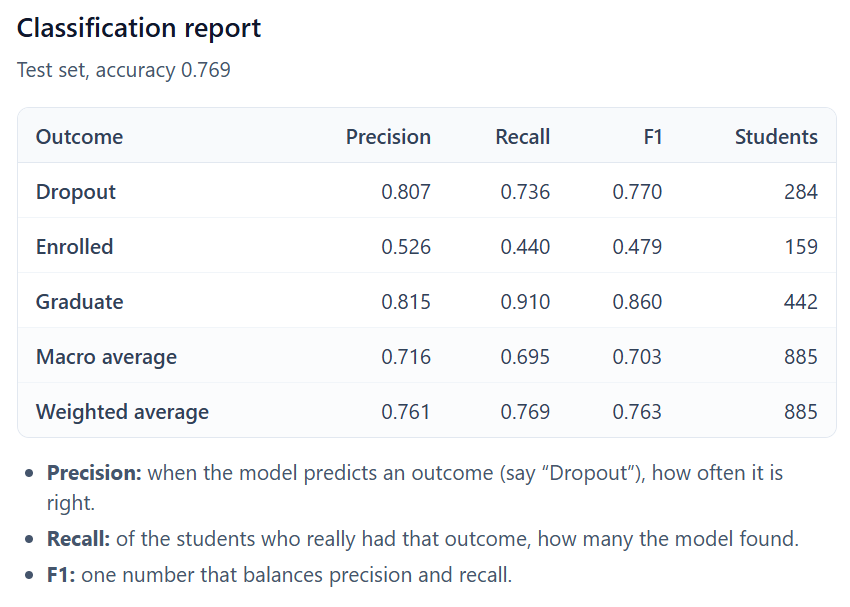 Classification report
Test set, accuracy 0.769
Outcome Precision Recall F1 Students
Dropout 0.807 0.736 0.770 284
Enrolled 0.526 0.440 0.479 159
Graduate 0.815 0.910 0.860 442
Macro average 0.716 0.695 0.703 885
Weighted average 0.761 0.769 0.763 885
• Precision: when the model predicts an outcome (say “Dropout”), how often it is
right.
• Recall: of the students who really had that outcome, how many the model found.
• F1: one number that balances precision and recall.